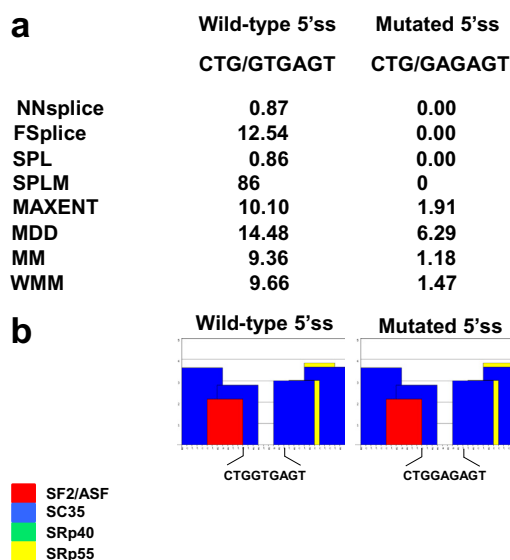 a
Wild-type 5'ss Mutated 5'ss
CTG/GTGAGT CTG/GAGAGT
NNsplice 0.87 0.00
FSplice 12.54 0.00
SPL 0.86 0.00
SPLM 86 0
MAXENT 10.10 1.91
MDD 14.48 6.29
MM 9.36 1.18
WMM 9.66 1.47
b
Wild-type 5'ss Mutated 5'ss
CTGGTGAGT CTGGAGAGT
SF2/ASF
SC35
SRp40
SRp55